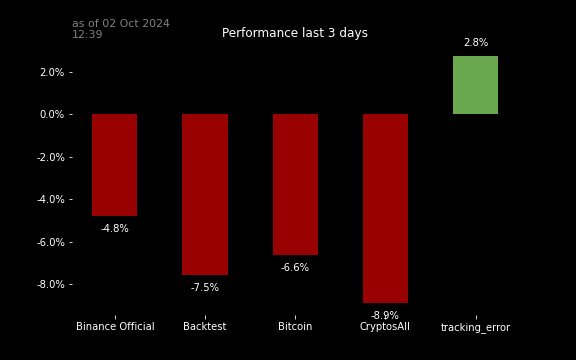 as of 02 Oct 2024
12:39
Performance last 3 days
2.8%
2.0%
0.0%
-2.0%
-4.0%
-6.0%
-8.0%
-4.8%
-7.5%
-6.6%
-8.9%
Binance Official
Backtest
Bitcoin
CryptosAll
tracking_error